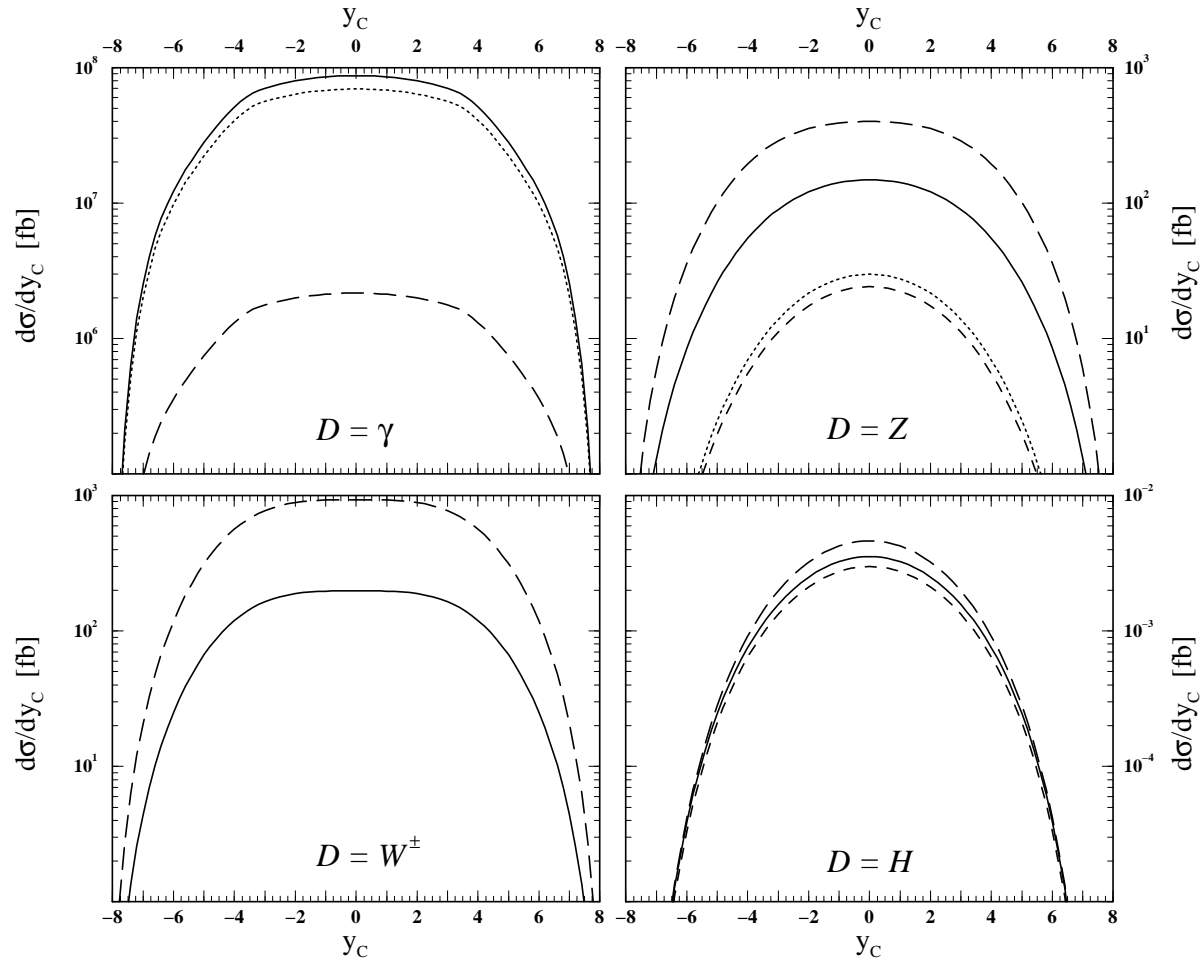 y_C y_C
−8 −6 −4 −2 0 2 4 6 8 −8 −6 −4 −2 0 2 4 6 8
10^8 10^3
10^7 10^2
10^6 10^1
dσ/dy_C [fb] dσ/dy_C [fb]
D = γ D = Z
10^3 10^-2
10^2 10^-3
10^1 10^-4
dσ/dy_C [fb] dσ/dy_C [fb]
D = W^± D = H
−8 −6 −4 −2 0 2 4 6 8 −8 −6 −4 −2 0 2 4 6 8
y_C y_C